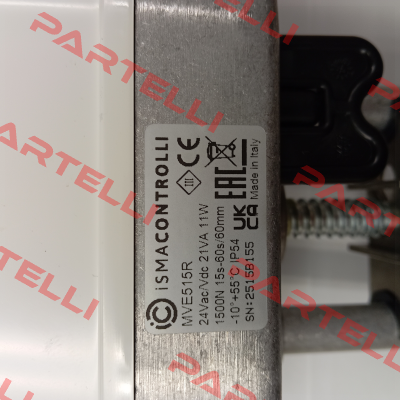 iSMACONTROLLI
MVE515R
24Vac/Vdc 21VA 11W
1500N 15s-60s/60mm
-10°+55°C IP54
SN:2515B155
CE
EAC
UK
CA
Made in Italy
III
PARTELLI
PARTELLI
PARTELLI
PARTELLI
PARTELLI